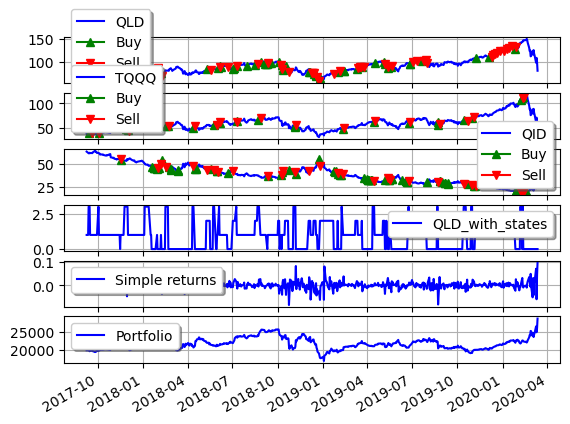 QLD
Buy
Sell
150
100
TQQQ
Buy
Sell
100
50
QID
Buy
Sell
50
25
QLD_with_states
2.5
0.0
Simple returns
0.1
0.0
Portfolio
25000
20000
2017-10 2018-01 2018-04 2018-07 2018-10 2019-01 2019-04 2019-07 2019-10 2020-01 2020-04